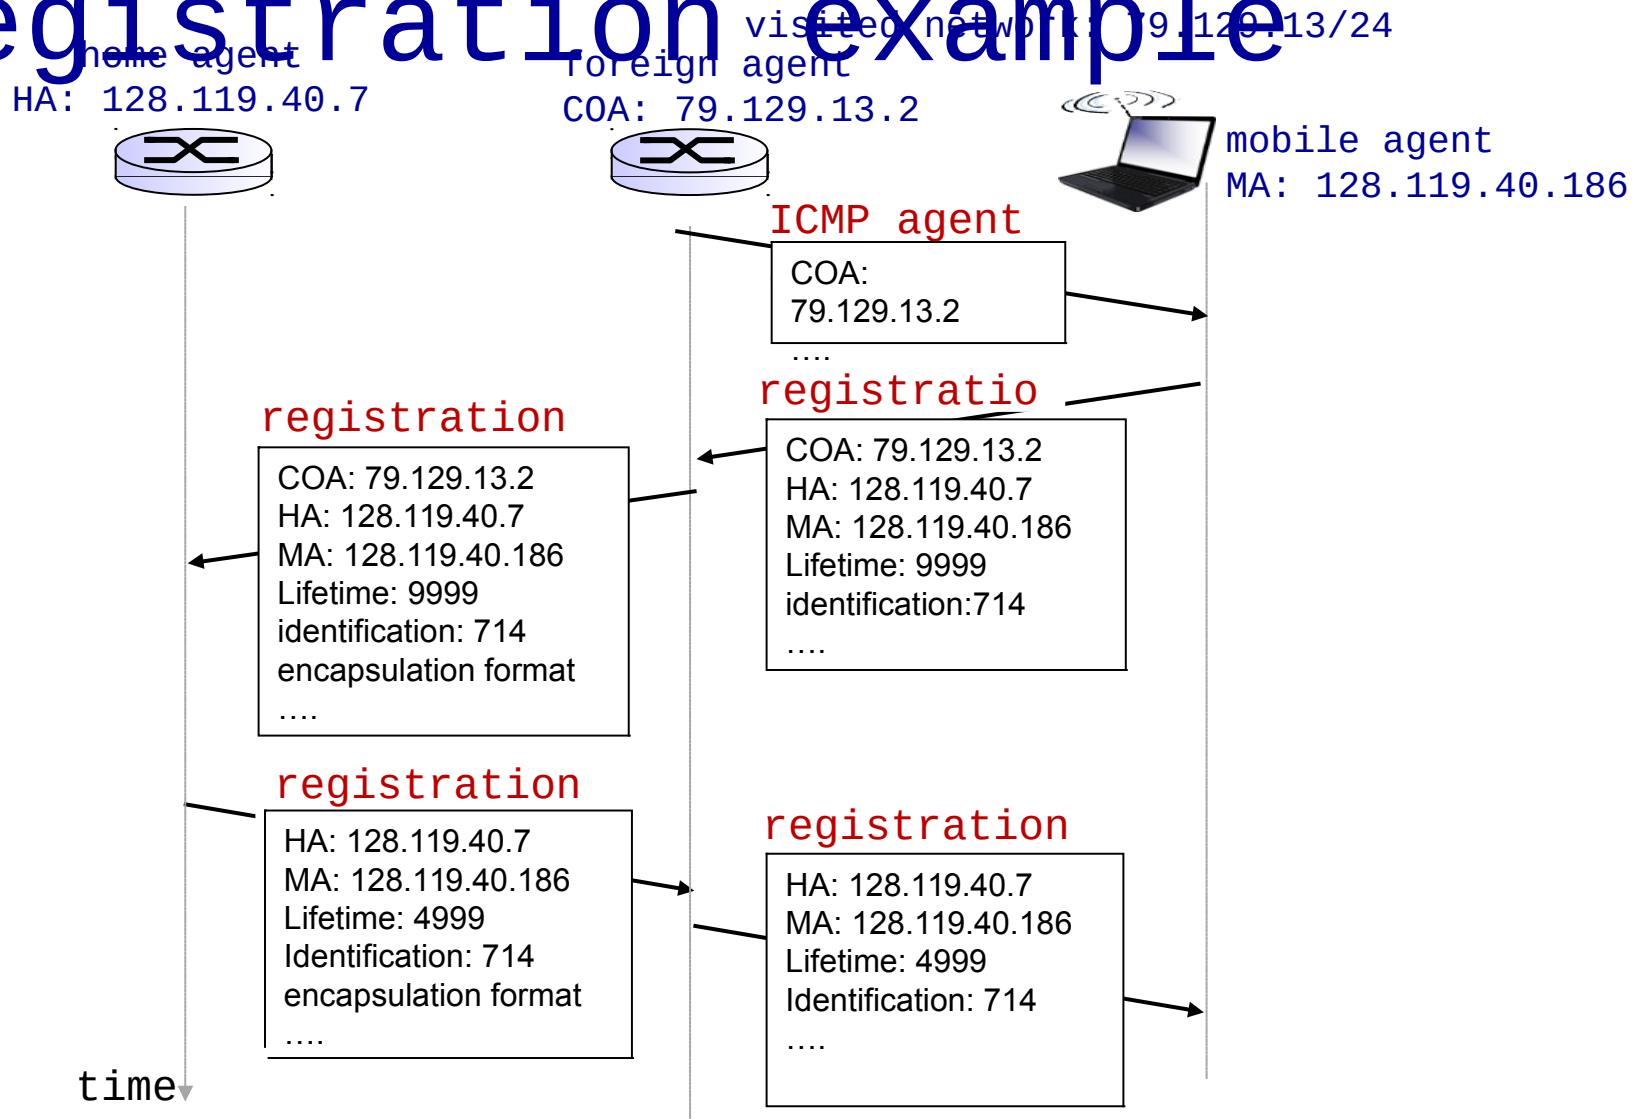 egistration example
visited network: 79.129.13/24
home agent
HA: 128.119.40.7
foreign agent
COA: 79.129.13.2
mobile agent
MA: 128.119.40.186
ICMP agent
COA:
79.129.13.2
….
registratio
COA: 79.129.13.2
HA: 128.119.40.7
MA: 128.119.40.186
Lifetime: 9999
identification:714
….
registration
COA: 79.129.13.2
HA: 128.119.40.7
MA: 128.119.40.186
Lifetime: 9999
identification: 714
encapsulation format
….
registration
HA: 128.119.40.7
MA: 128.119.40.186
Lifetime: 4999
Identification: 714
encapsulation format
….
registration
HA: 128.119.40.7
MA: 128.119.40.186
Lifetime: 4999
Identification: 714
….
time